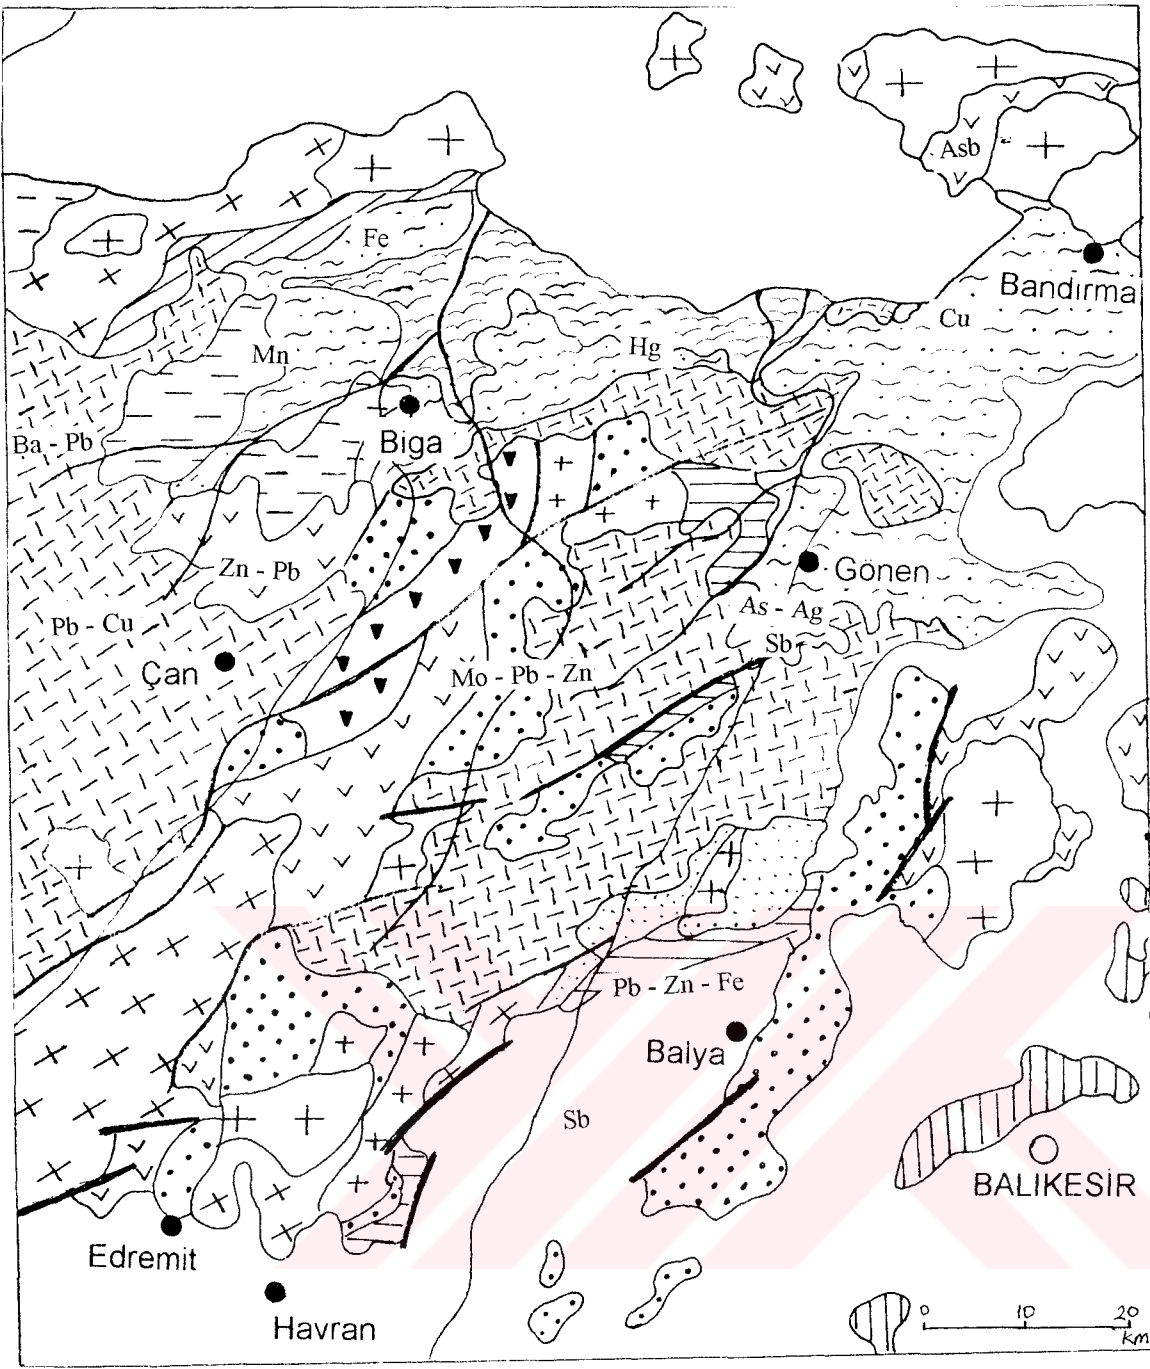 Asb
Fe
Bandırma
Cu
Mn
Hg
Ba - Pb
Biga
Zn - Pb
Gönen
As - Ag
Pb - Cu
Sb
Çan
Mo - Pb - Zn
Pb - Zn - Fe
Balya
Sb
BALIKESİR
Edremit
Havran
0 10 20
km